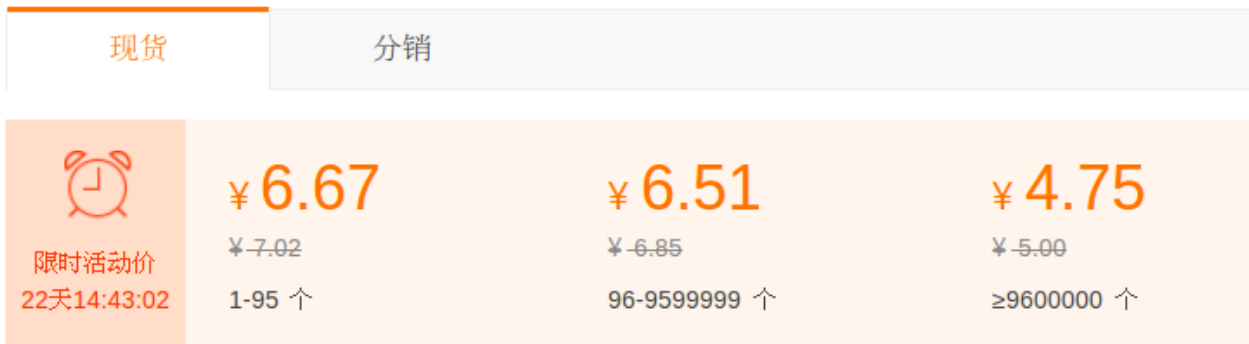 现货 分销
¥ 6.67 ¥ 6.51 ¥ 4.75
¥ 7.02 ¥ 6.85 ¥ 5.00
限时活动价
22天14:43:02 1-95 个 96-9599999 个 ≥9600000 个